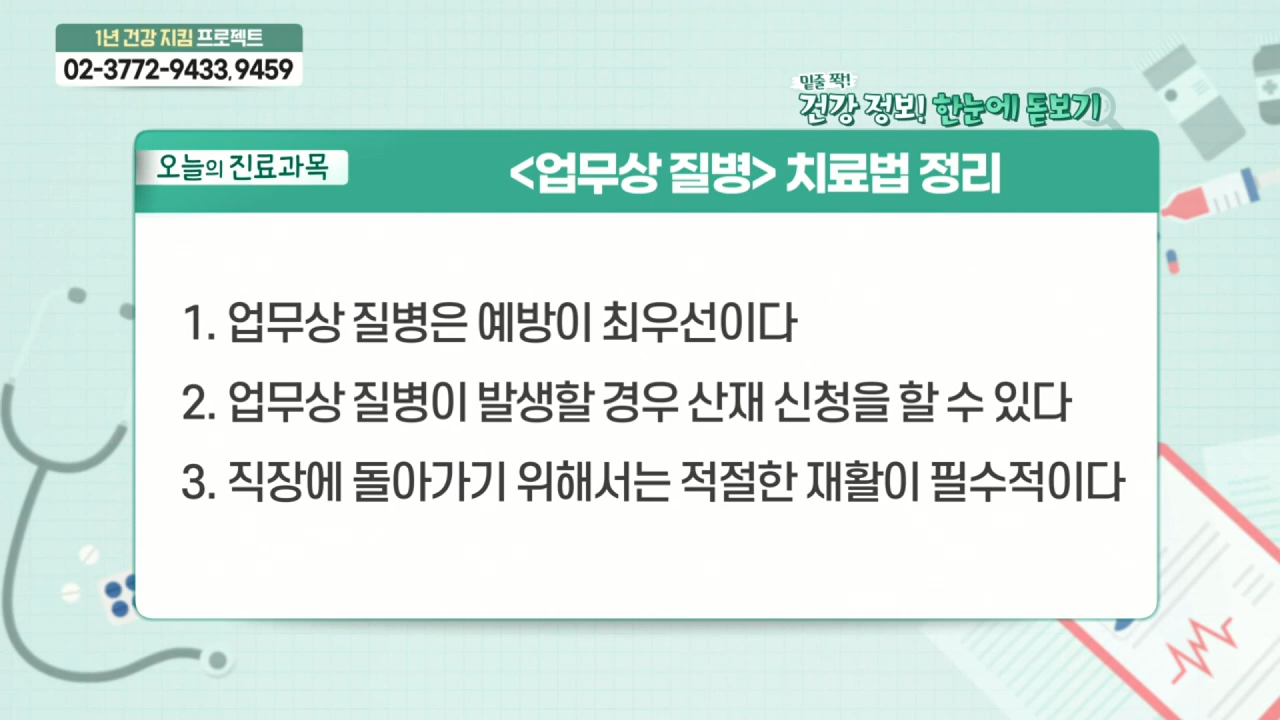 1년 건강 지킴 프로젝트
02-3772-9433, 9459
밑줄 쫙!
건강 정보! 한눈에 돋보기
오늘의 진료과목
<업무상 질병> 치료법 정리
1. 업무상 질병은 예방이 최우선이다
2. 업무상 질병이 발생할 경우 산재 신청을 할 수 있다
3. 직장에 돌아가기 위해서는 적절한 재활이 필수적이다